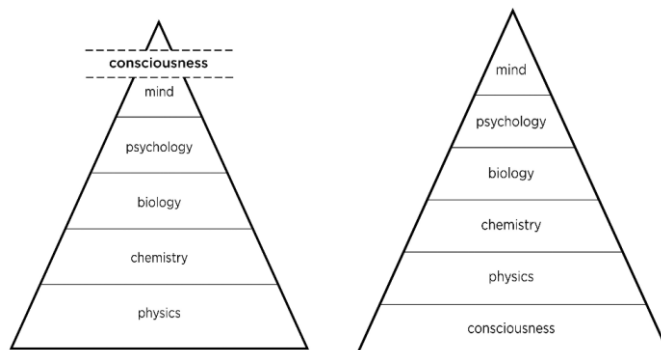 consciousness
mind
psychology
biology
chemistry
physics
mind
psychology
biology
chemistry
physics
consciousness